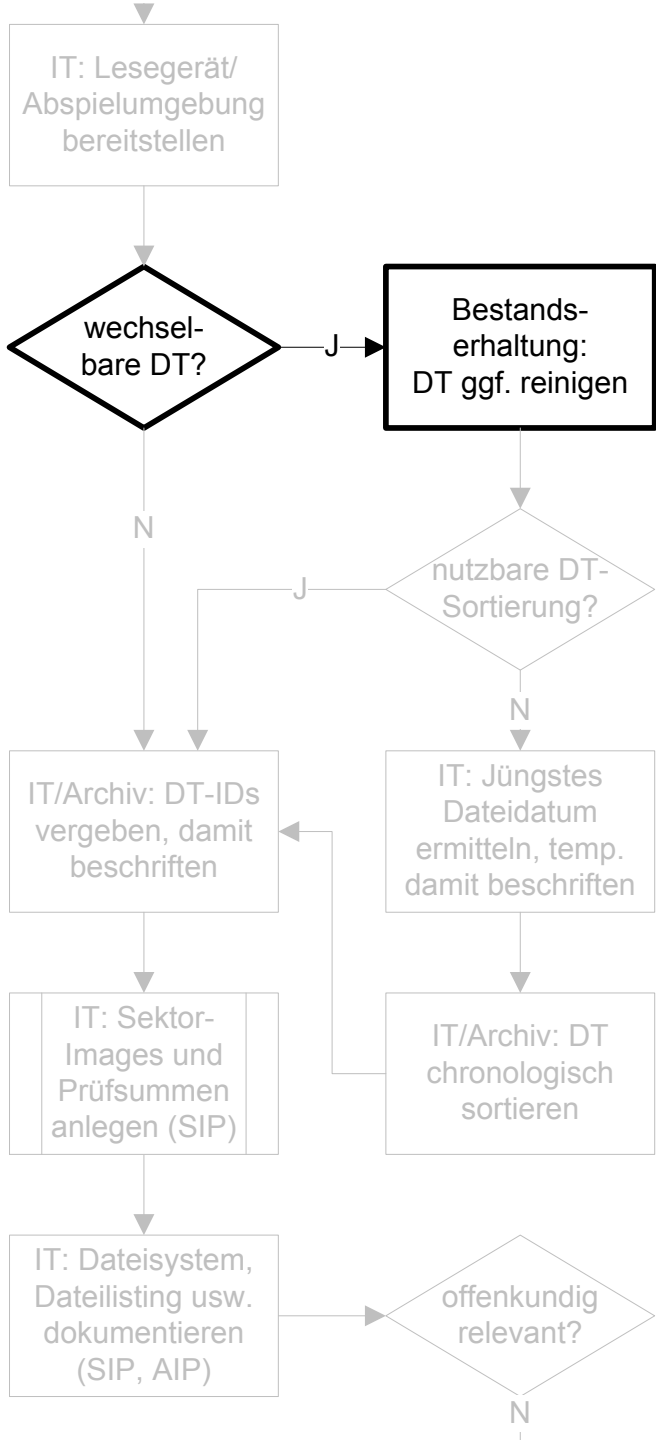 IT: Lesegerät/
Abspielumgebung
bereitstellen
wechsel-
bare DT?
J
Bestands-
erhaltung:
DT ggf. reinigen
N
nutzbare DT-
Sortierung?
J
N
IT/Archiv: DT-IDs
vergeben, damit
beschriften
IT: Jüngstes
Dateidatum
ermitteln, temp.
damit beschriften
IT: Sektor-
Images und
Prüfsummen
anlegen (SIP)
IT/Archiv: DT
chronologisch
sortieren
IT: Dateisystem,
Dateilisting usw.
dokumentieren
(SIP, AIP)
offenkundig
relevant?
N